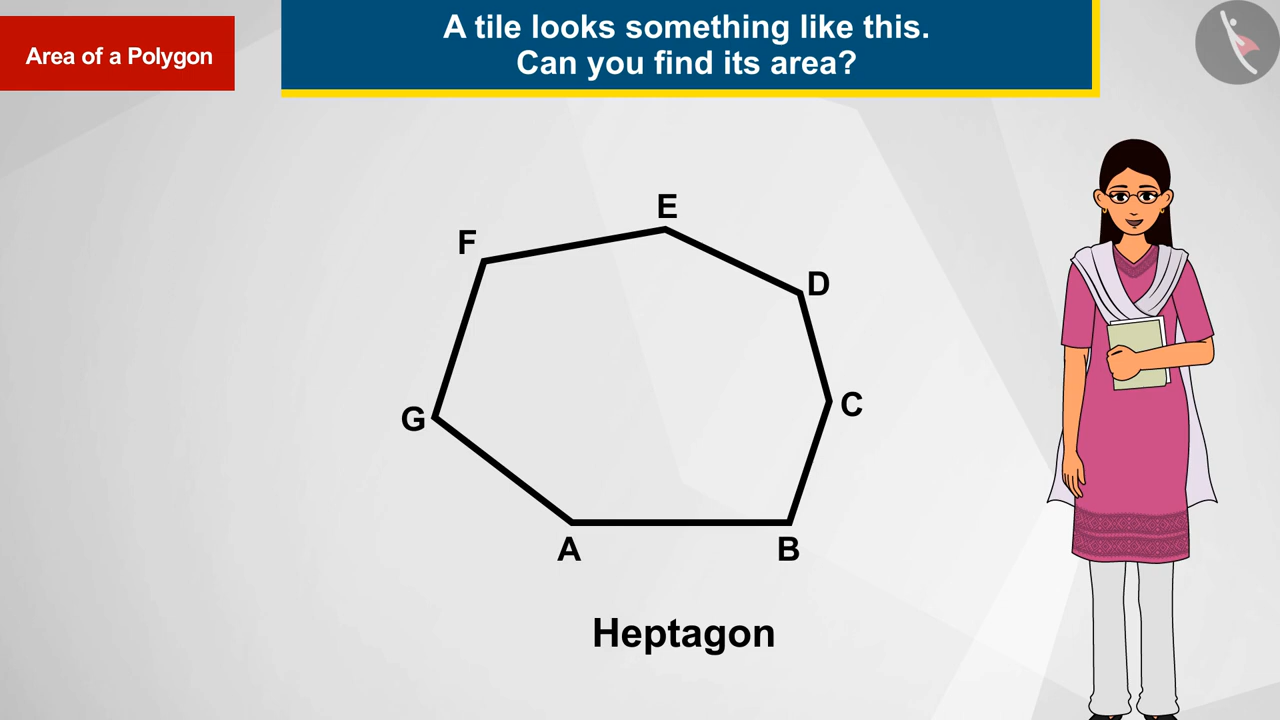 Area of a Polygon
A tile looks something like this.
Can you find its area?
E
F
D
G
C
A
B
Heptagon